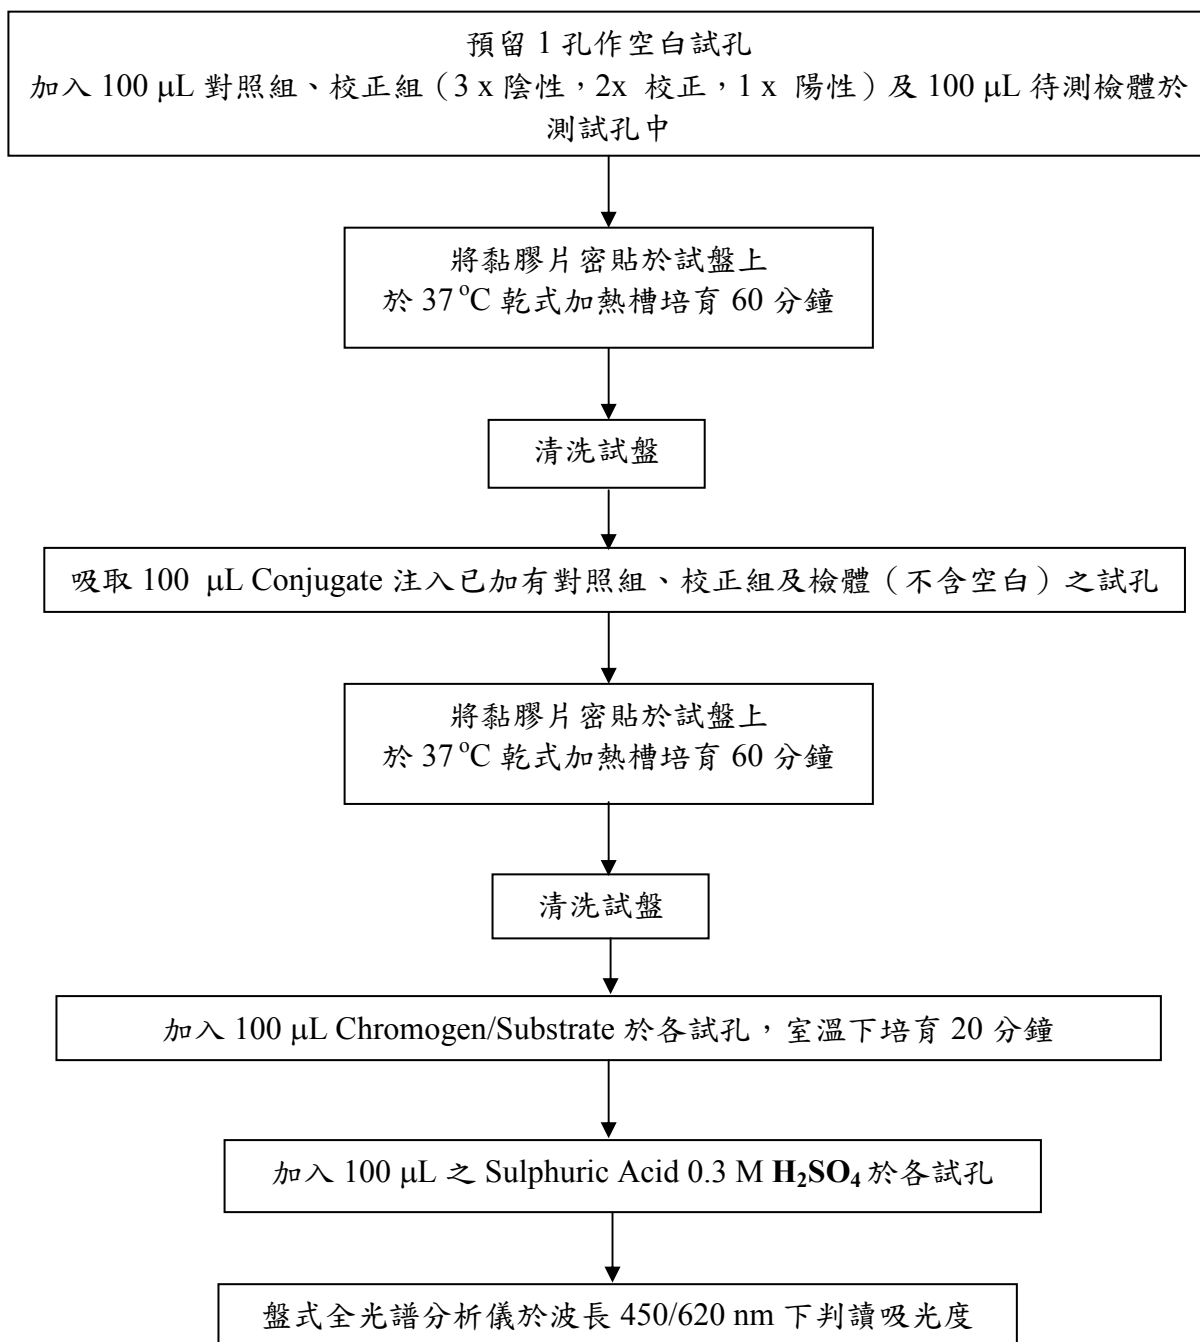 預留 1 孔作空白試孔
加入 100 μL 對照組、校正組（3 x 陰性，2x 校正，1 x 陽性）及 100 μL 待測檢體於
測試孔中
將黏膠片密貼於試盤上
於 37 °C 乾式加熱槽培育 60 分鐘
清洗試盤
吸取 100 μL Conjugate 注入已加有對照組、校正組及檢體（不含空白）之試孔
將黏膠片密貼於試盤上
於 37 °C 乾式加熱槽培育 60 分鐘
清洗試盤
加入 100 μL Chromogen/Substrate 於各試孔，室溫下培育 20 分鐘
加入 100 μL 之 Sulphuric Acid 0.3 M H₂SO₄ 於各試孔
盤式全光譜分析儀於波長 450/620 nm 下判讀吸光度